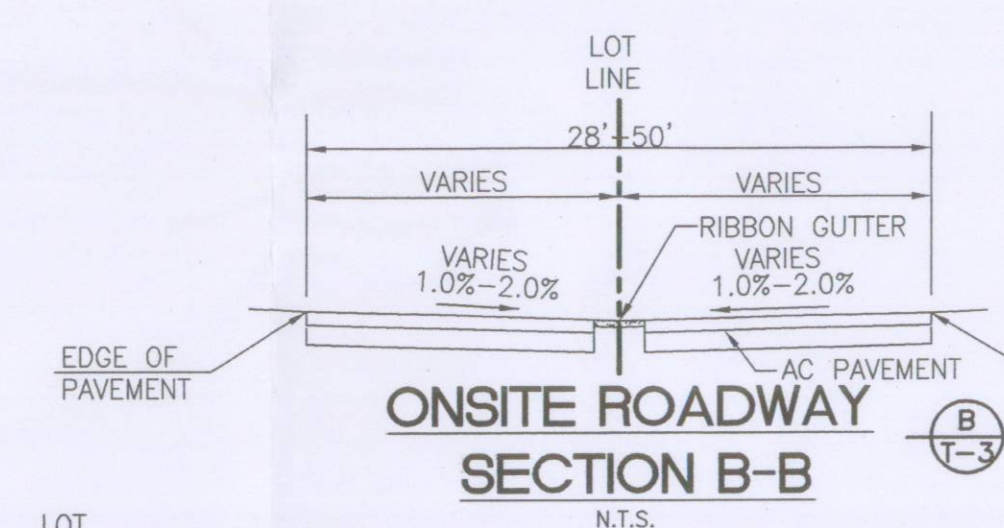 LOT
LINE
28'-50'
VARIES
VARIES
RIBBON GUTTER
VARIES
1.0%-2.0%
VARIES
1.0%-2.0%
EDGE OF
PAVEMENT
AC PAVEMENT
ONSITE ROADWAY
SECTION B-B
B
T-3
N.T.S.
LOT